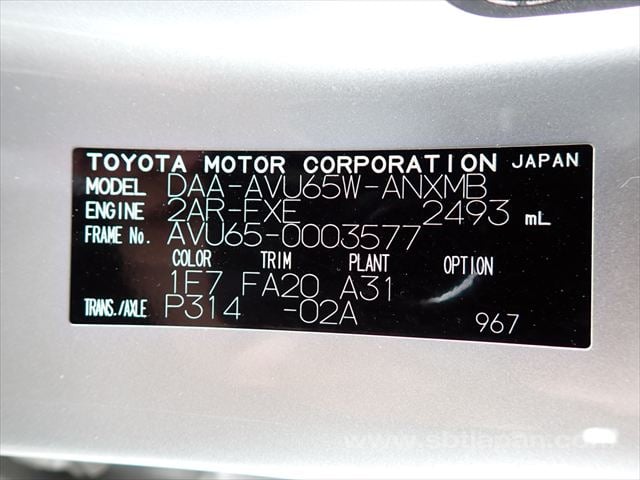 TOYOTA MOTOR CORPORATION JAPAN
MODEL DAA-AVU65W-ANXMB
ENGINE 2AR-FXE 2493 mL
FRAME No. AVU65-0003577
COLOR TRIM PLANT OPTION
1F7 FA20 A31
TRANS./AXLE P314 -02A 967
www.sbtjapan.com